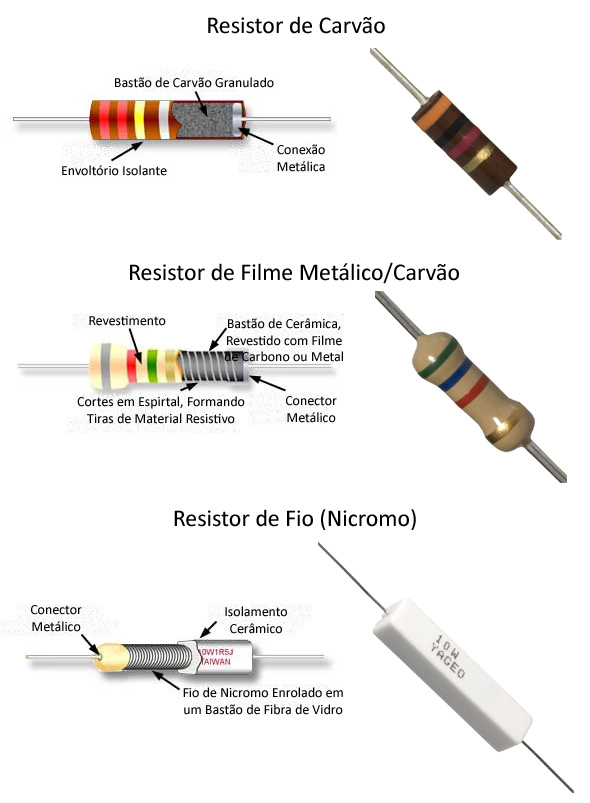 Resistor de Carvão
Bastão de Carvão Granulado
Conexão
Metálica
Envoltório Isolante
Resistor de Filme Metálico/Carvão
Revestimento
Bastão de Cerâmica,
Revestido com Filme
de Carbono ou Metal
Cortes em Espirtal, Formando
Tiras de Material Resistivo
Conector
Metálico
Resistor de Fio (Nicromo)
Conector
Metálico
Isolamento
Cerâmico
10W1R5J
TAIWAN
Fio de Nicromo Enrolado em
um Bastão de Fibra de Vidro
10W
YAGEO